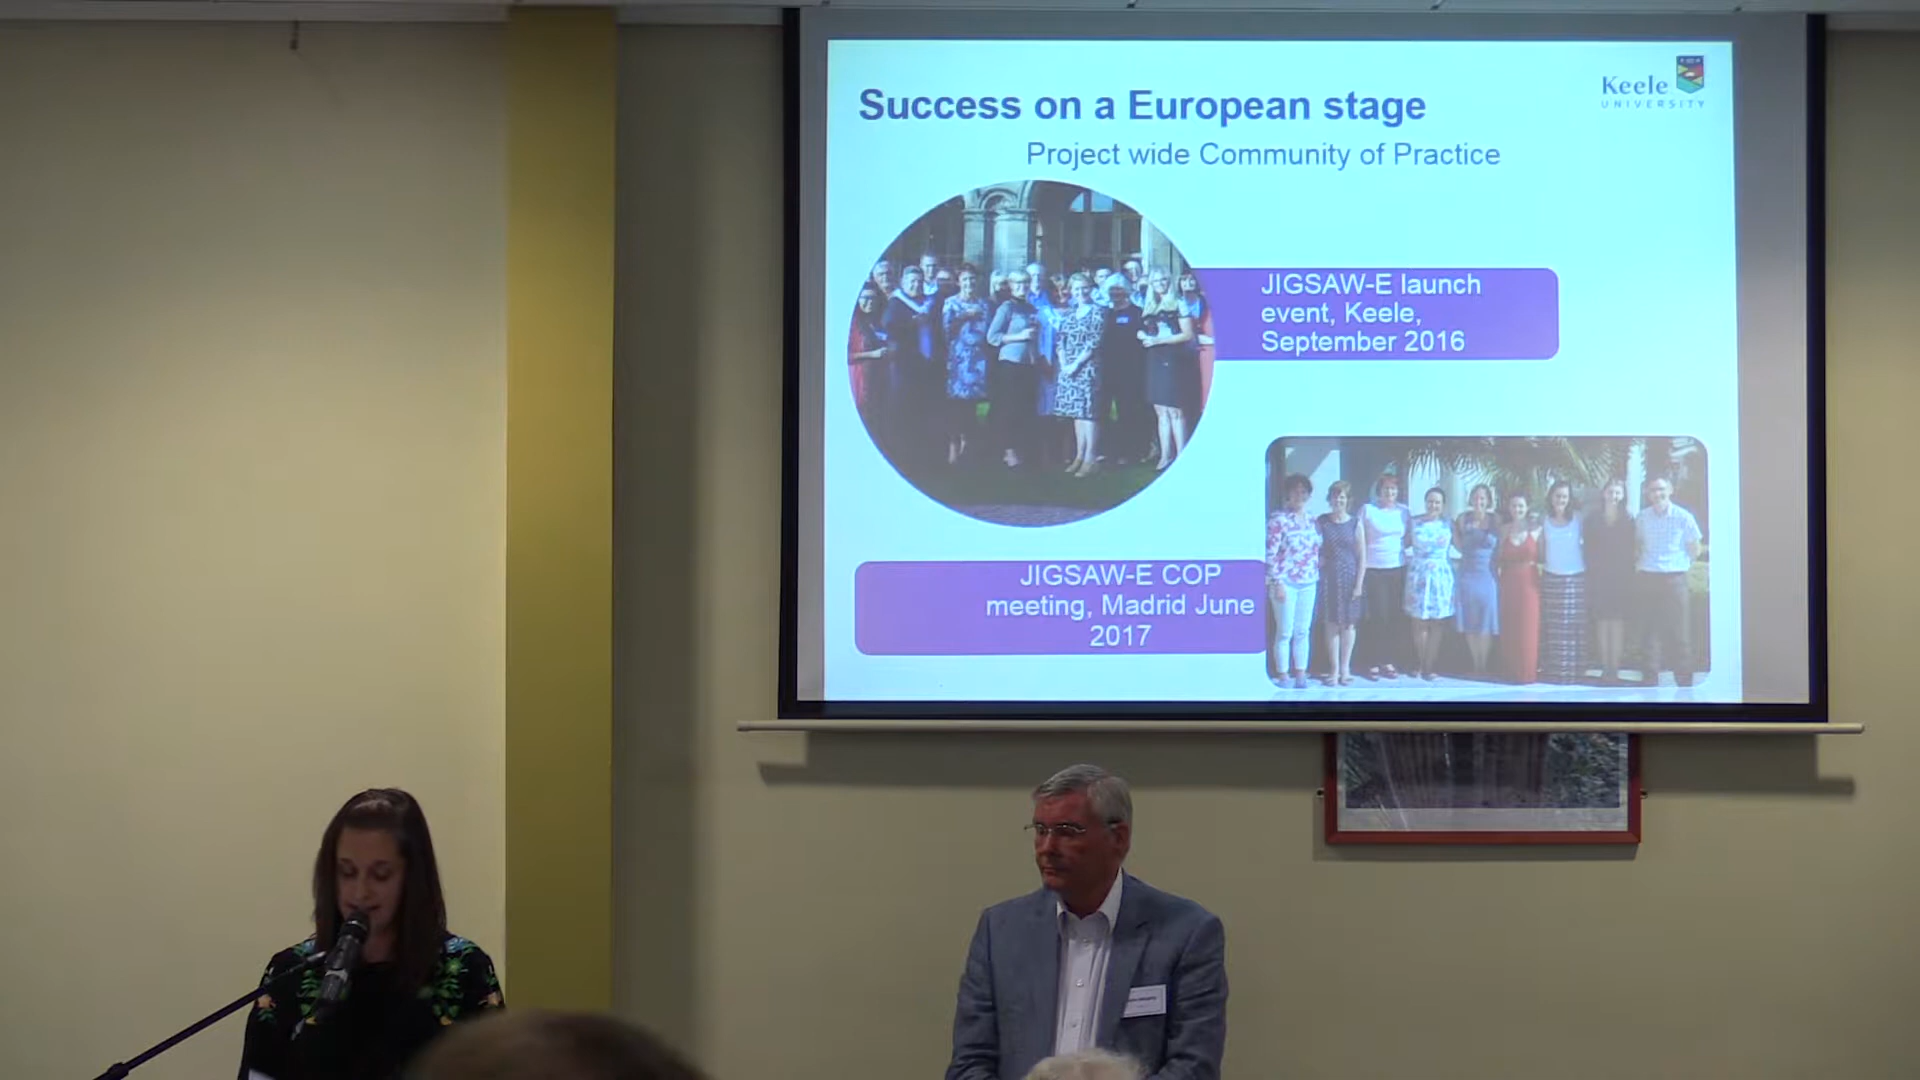 Success on a European stage
Keele
UNIVERSITY
Project wide Community of Practice
JIGSAW-E launch
event, Keele,
September 2016
JIGSAW-E COP
meeting, Madrid June
2017